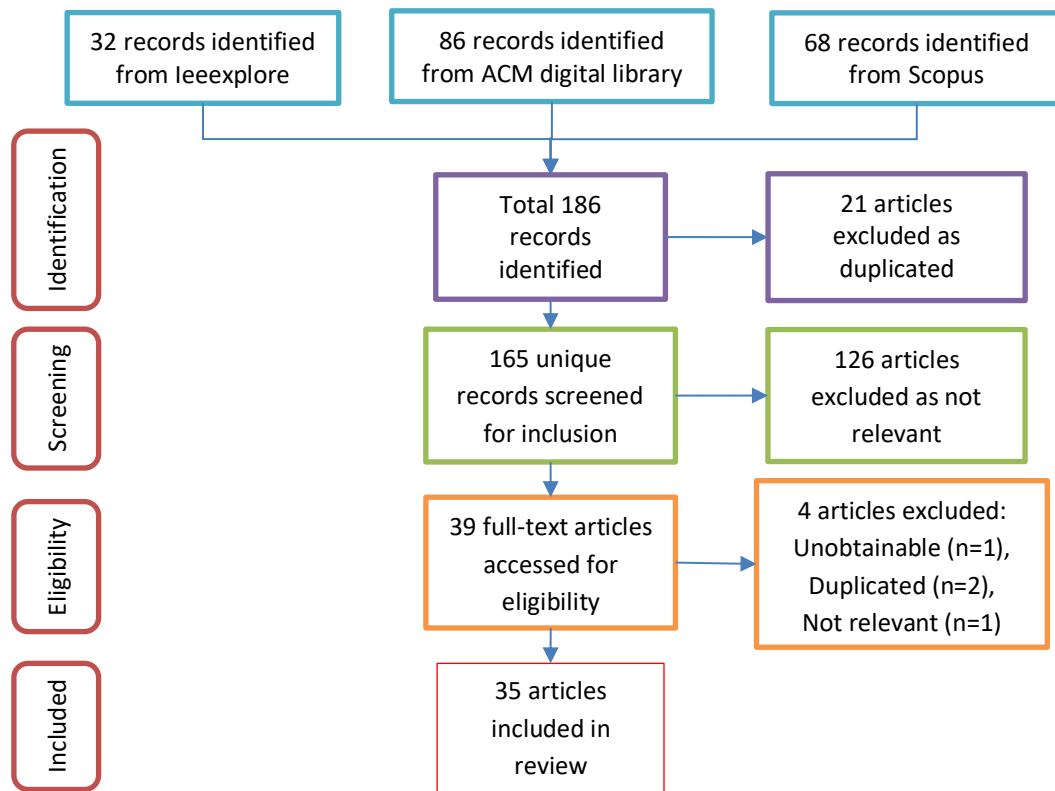 32 records identified
from Ieeexplore
86 records identified
from ACM digital library
68 records identified
from Scopus
Identification
Total 186
records
identified
21 articles
excluded as
duplicated
Screening
165 unique
records screened
for inclusion
126 articles
excluded as not
relevant
Eligibility
39 full-text articles
accessed for
eligibility
4 articles excluded:
Unobtainable (n=1),
Duplicated (n=2),
Not relevant (n=1)
Included
35 articles
included in
review